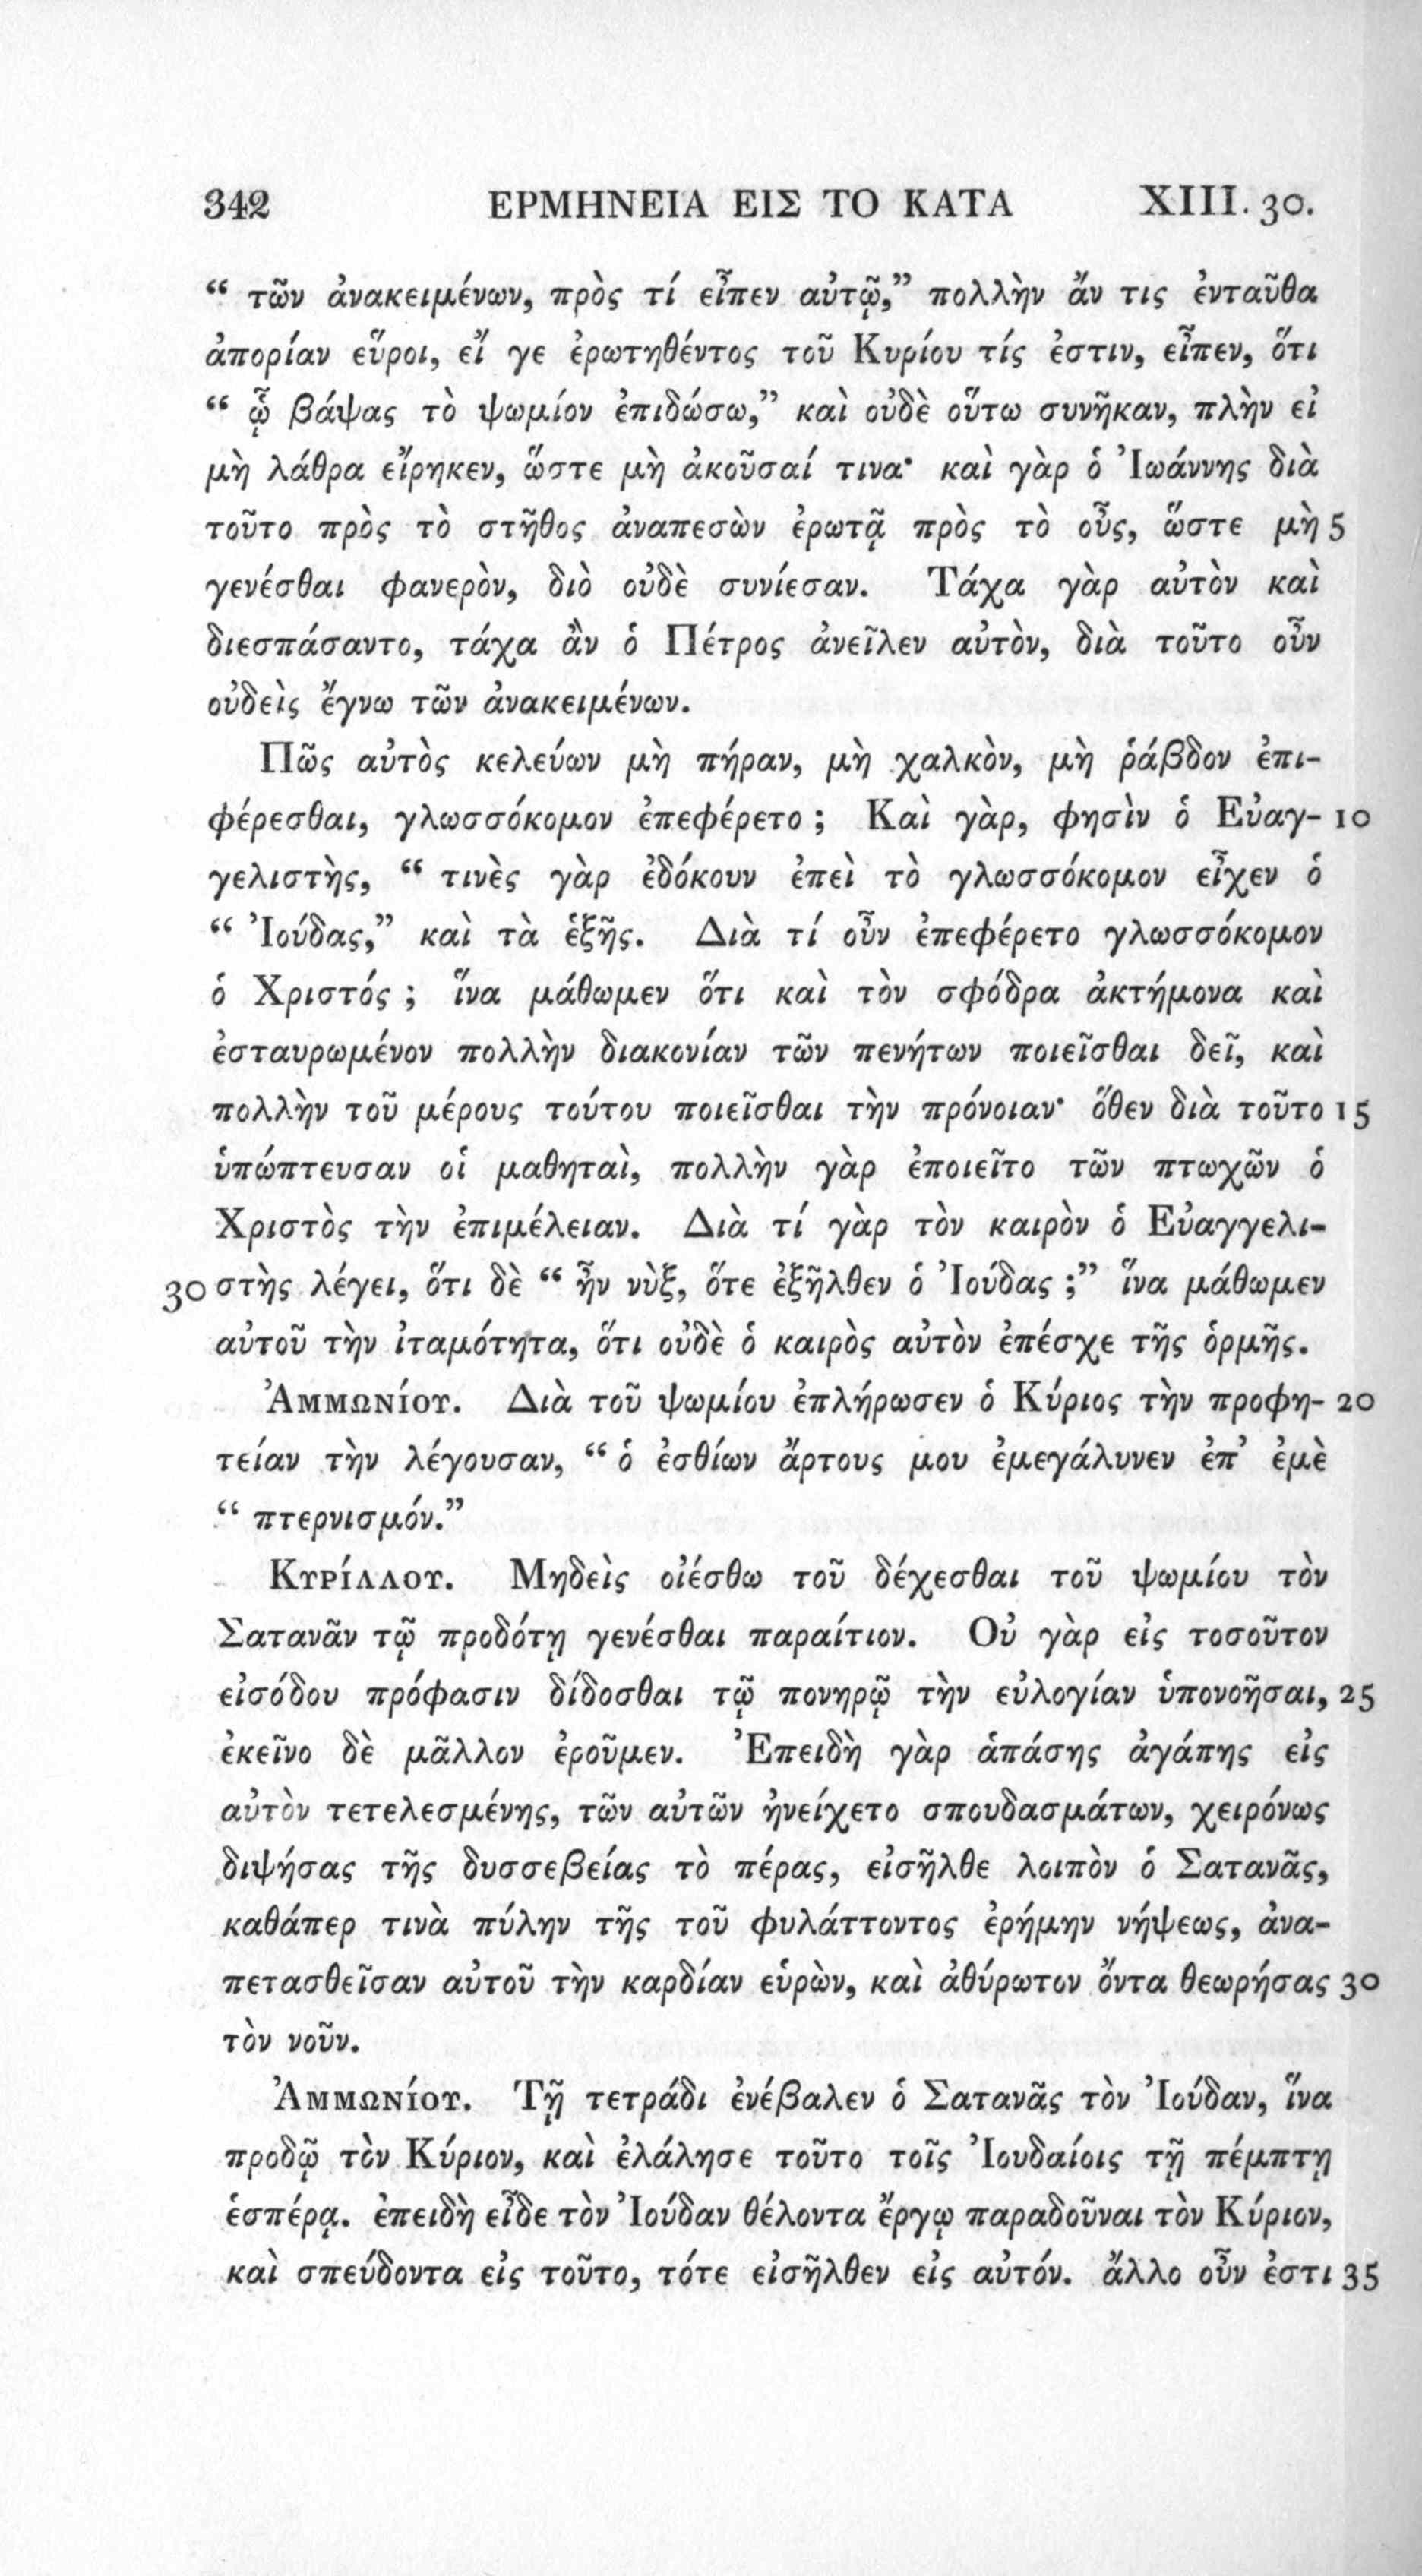 342 ΕΡΜΗΝΕΙΑ ΕΙΣ ΤΟ ΚΑΤΑ XIII. 30.
“ τῶν ἀνακειμένων, πρὸς τί εἶπεν αὐτῷ,” πολλὴν ἄν τις ἐνταῦθα
ἀπορίαν εὕροι, εἴ γε ἐρωτηθέντος τοῦ Κυρίου τίς ἐστιν, εἶπεν, ὅτι
“ ᾧ βάψας τὸ ψωμίον ἐπιδώσω,” καὶ οὐδὲ οὕτω συνῆκαν, πλὴν εἰ
μὴ λάθρα εἴρηκεν, ὥστε μὴ ἀκοῦσαί τινα· καὶ γὰρ ὁ Ἰωάννης διὰ
τοῦτο πρὸς τὸ στῆθος ἀναπεσὼν ἐρωτᾷ πρὸς τὸ οὖς, ὥστε μὴ 5
γενέσθαι φανερὸν, διὸ οὐδὲ συνίεσαν. Τάχα γὰρ αὐτὸν καὶ
διεσπάσαντο, τάχα ἂν ὁ Πέτρος ἀνεῖλεν αὐτὸν, διὰ τοῦτο οὖν
οὐδεὶς ἔγνω τῶν ἀνακειμένων.
Πῶς αὐτὸς κελεύων μὴ πήραν, μὴ χαλκὸν, μὴ ῥάβδον ἐπι-
φέρεσθαι, γλωσσόκομον ἐπεφέρετο ; Καὶ γὰρ, φησὶν ὁ Εὐαγ- 10
γελιστὴς, “ τινὲς γὰρ ἐδόκουν ἐπεὶ τὸ γλωσσόκομον εἶχεν ὁ
“ Ἰούδας,” καὶ τὰ ἑξῆς. Διὰ τί οὖν ἐπεφέρετο γλωσσόκομον
ὁ Χριστός ; ἵνα μάθωμεν ὅτι καὶ τὸν σφόδρα ἀκτήμονα καὶ
ἐσταυρωμένον πολλὴν διακονίαν τῶν πενήτων ποιεῖσθαι δεῖ, καὶ
πολλὴν τοῦ μέρους τούτου ποιεῖσθαι τὴν πρόνοιαν· ὅθεν διὰ τοῦτο 15
ὑπώπτευσαν οἱ μαθηταὶ, πολλὴν γὰρ ἐποιεῖτο τῶν πτωχῶν ὁ
Χριστὸς τὴν ἐπιμέλειαν. Διὰ τί γὰρ τὸν καιρὸν ὁ Εὐαγγελι-
30 στὴς λέγει, ὅτι δὲ “ ἦν νὺξ, ὅτε ἐξῆλθεν ὁ Ἰούδας ;” ἵνα μάθωμεν
αὐτοῦ τὴν ἰταμότητα, ὅτι οὐδὲ ὁ καιρὸς αὐτὸν ἐπέσχε τῆς ὁρμῆς.
Ἀμμωνίου. Διὰ τοῦ ψωμίου ἐπλήρωσεν ὁ Κύριος τὴν προφη- 20
τείαν τὴν λέγουσαν, “ ὁ ἐσθίων ἄρτους μου ἐμεγάλυνεν ἐπ’ ἐμὲ
“ πτερνισμόν.”
Κυρίλλου. Μηδεὶς οἰέσθω τοῦ δέχεσθαι τοῦ ψωμίου τὸν
Σατανᾶν τῷ προδότῃ γενέσθαι παραίτιον. Οὐ γὰρ εἰς τοσοῦτον
εἰσόδου πρόφασιν δίδοσθαι τῷ πονηρῷ τὴν εὐλογίαν ὑπονοῆσαι, 25
ἐκεῖνο δὲ μᾶλλον ἐροῦμεν. Ἐπειδὴ γὰρ ἁπάσης ἀγάπης εἰς
αὐτὸν τετελεσμένης, τῶν αὐτῶν ἠνείχετο σπουδασμάτων, χειρόνως
διψήσας τῆς δυσσεβείας τὸ πέρας, εἰσῆλθε λοιπὸν ὁ Σατανᾶς,
καθάπερ τινὰ πύλην τῆς τοῦ φυλάττοντος ἐρήμην νήψεως, ἀνα-
πετασθεῖσαν αὐτοῦ τὴν καρδίαν εὑρὼν, καὶ ἀθύρωτον ὄντα θεωρήσας 30
τὸν νοῦν.
Ἀμμωνίου. Τῇ τετράδι ἐνέβαλεν ὁ Σατανᾶς τὸν Ἰούδαν, ἵνα
προδῷ τὸν Κύριον, καὶ ἐλάλησε τοῦτο τοῖς Ἰουδαίοις τῇ πέμπτῃ
ἑσπέρᾳ. ἐπειδὴ εἶδε τὸν Ἰούδαν θέλοντα ἔργῳ παραδοῦναι τὸν Κύριον,
καὶ σπεύδοντα εἰς τοῦτο, τότε εἰσῆλθεν εἰς αὐτόν. ἄλλο οὖν ἐστι 35